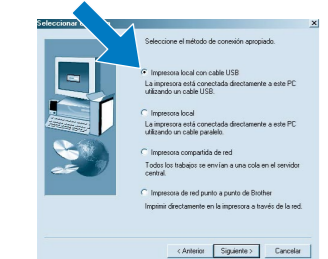 Seleccionar
Seleccione el método de conexión apropiado.
Impresora local con cable USB
La impresora está conectada directamente a este PC
utilizando un cable USB.
Impresora local
La impresora está conectada directamente a este PC
utilizando un cable paralelo.
Impresora compartida de red
Todos los trabajos se envían a una cola en el servidor
central.
Impresora de red punto a punto de Brother
Imprimir directamente en la impresora a través de la red.
< Anterior Siguiente > Cancelar